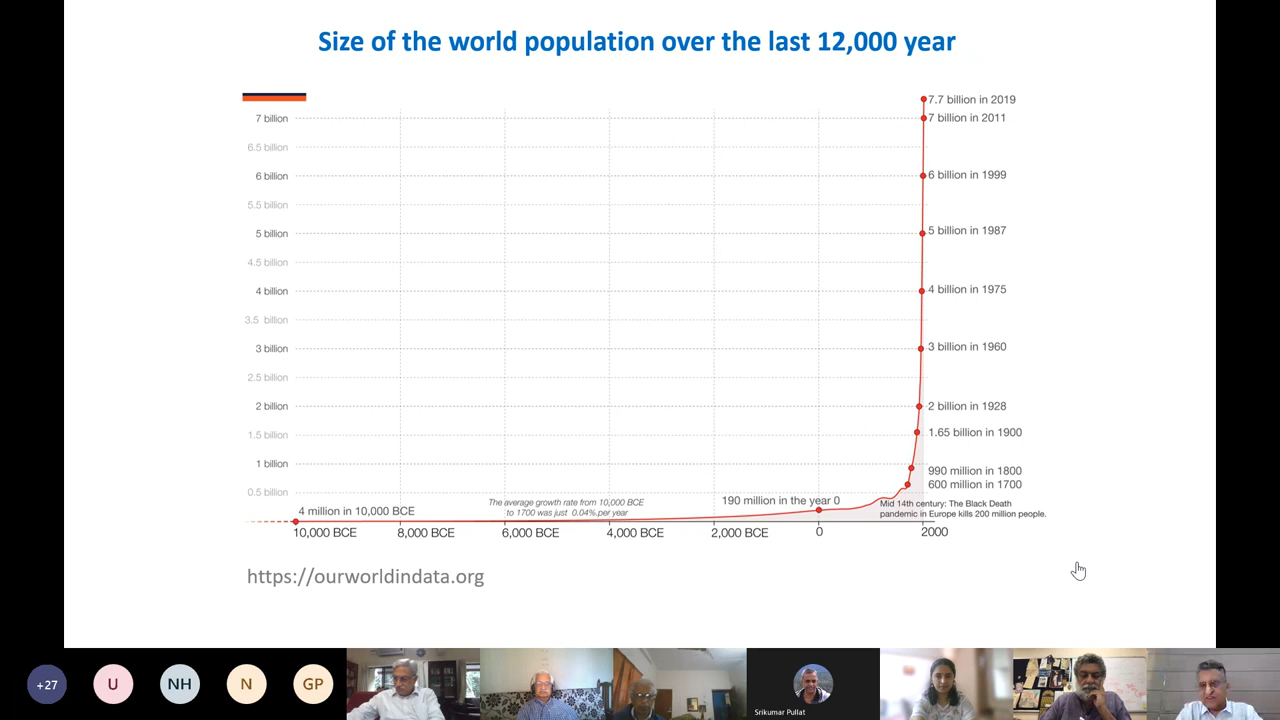 Size of the world population over the last 12,000 year
7.7 billion in 2019
7 billion
7 billion in 2011
6.5 billion
6 billion
6 billion in 1999
5.5 billion
5 billion
5 billion in 1987
4.5 billion
4 billion
4 billion in 1975
3.5 billion
3 billion
3 billion in 1960
2.5 billion
2 billion
2 billion in 1928
1.5 billion
1.65 billion in 1900
1 billion
990 million in 1800
600 million in 1700
0.5 billion
4 million in 10,000 BCE
The average growth rate from 10,000 BCE
to 1700 was just 0.04% per year
190 million in the year 0
Mid 14th century: The Black Death
pandemic in Europe kills 200 million people.
10,000 BCE
8,000 BCE
6,000 BCE
4,000 BCE
2,000 BCE
0
2000
https://ourworldindata.org
+27
U
NH
N
GP
Srikumar Pullat